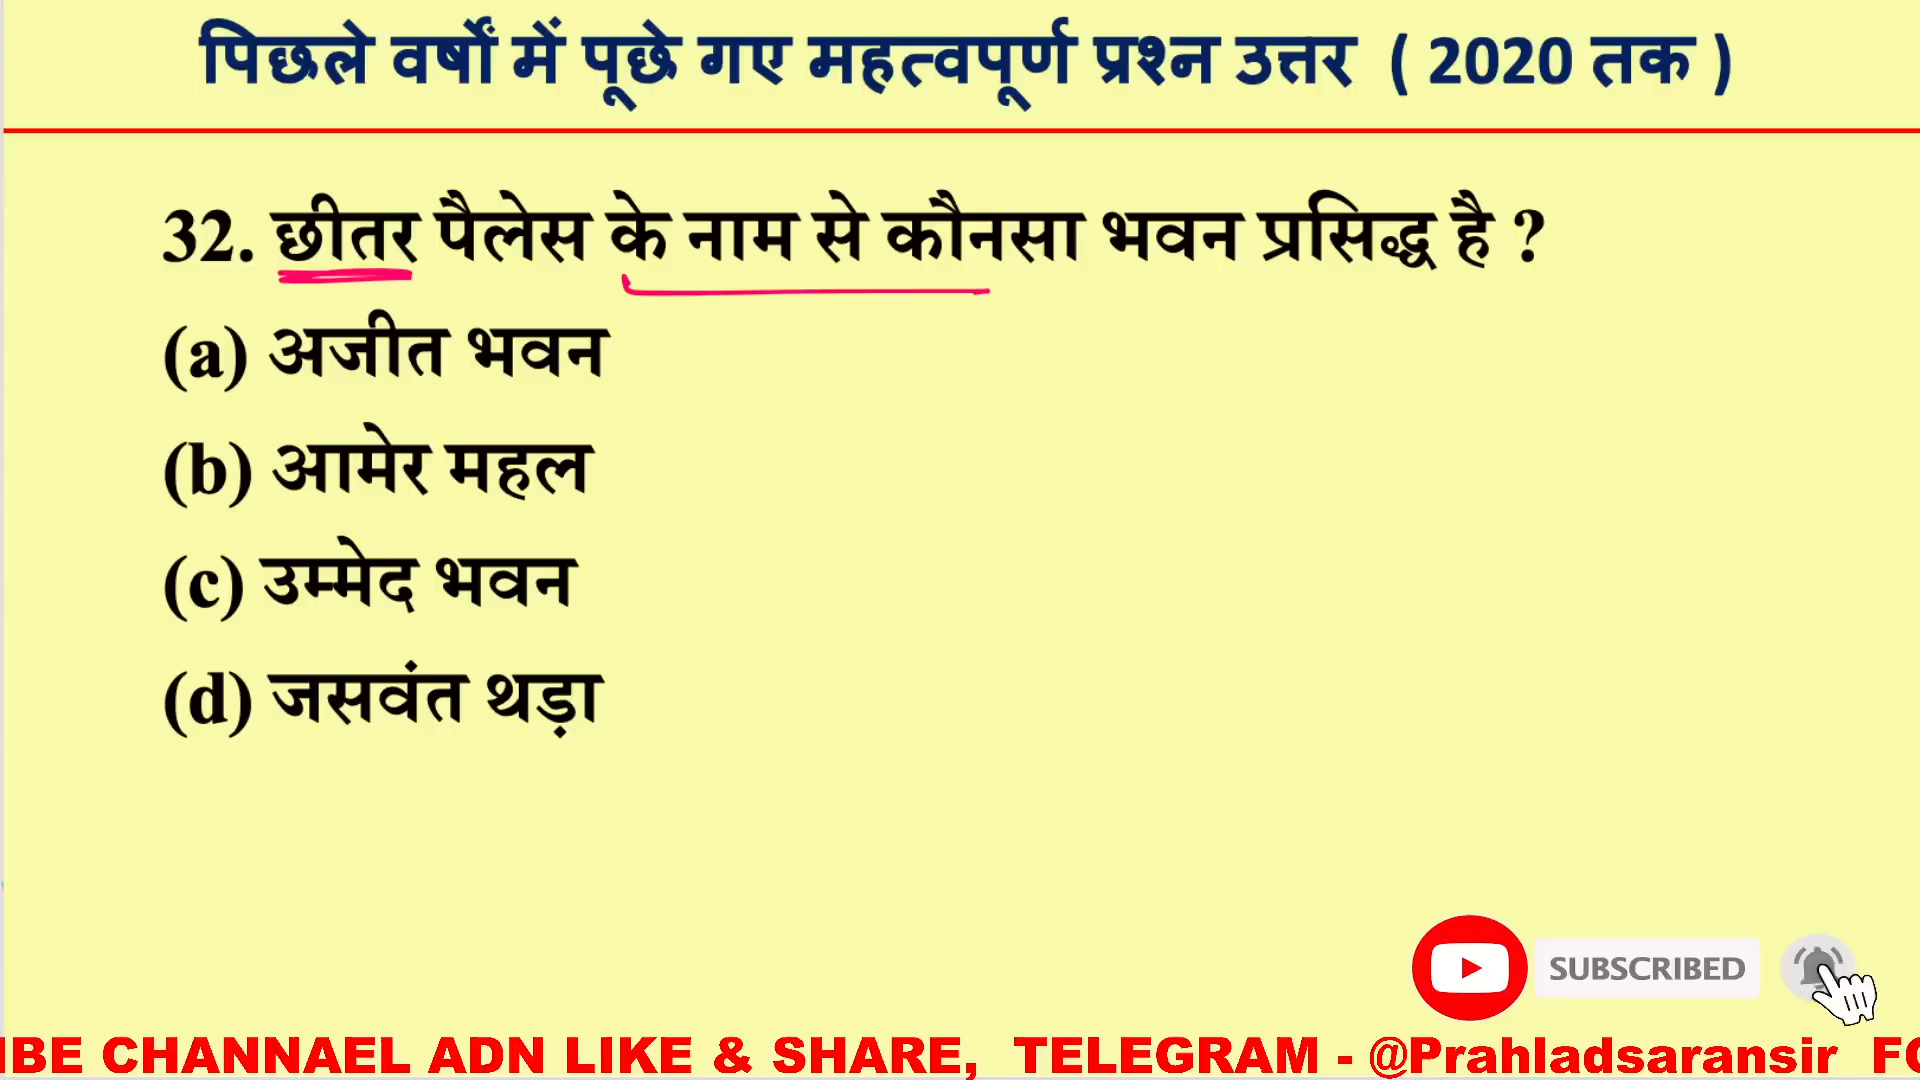 पिछले वर्षों में पूछे गए महत्वपूर्ण प्रश्न उत्तर ( 2020 तक )
32. छीतर पैलेस के नाम से कौनसा भवन प्रसिद्ध है ?
(a) अजीत भवन
(b) आमेर महल
(c) उम्मेद भवन
(d) जसवंत थड़ा
SUBSCRIBED
IBE CHANNAEL ADN LIKE & SHARE, TELEGRAM - @Prahladsaransir FO